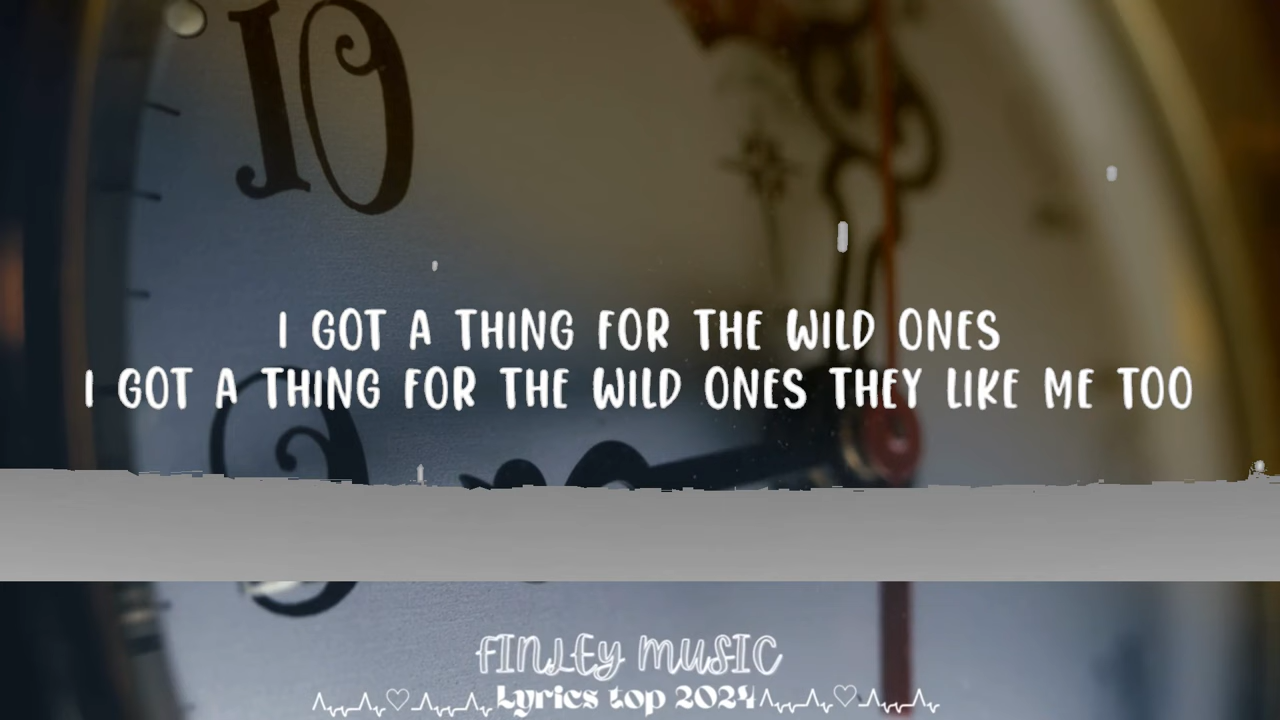 10
I GOT A THING FOR THE WILD ONES
I GOT A THING FOR THE WILD ONES THEY LIKE ME TOO
FINLEY MUSIC
Lyrics top 2024